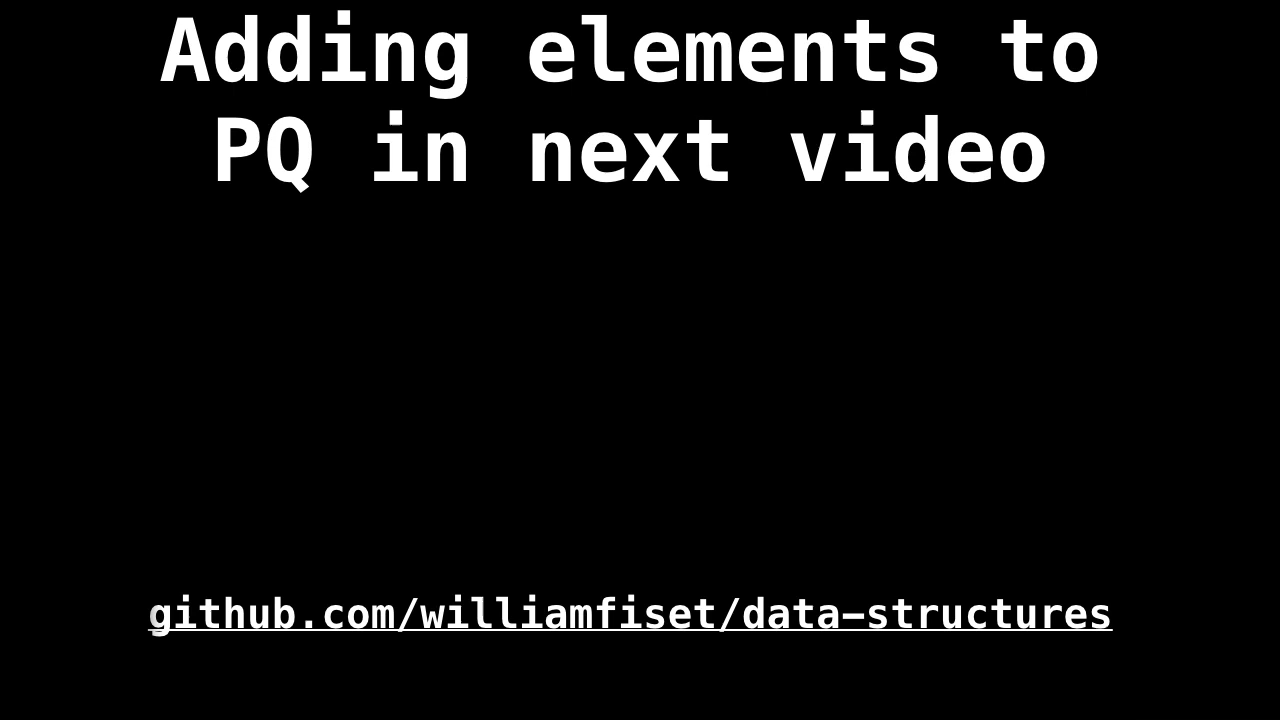 Adding elements to
PQ in next video
github.com/williamfiset/data-structures